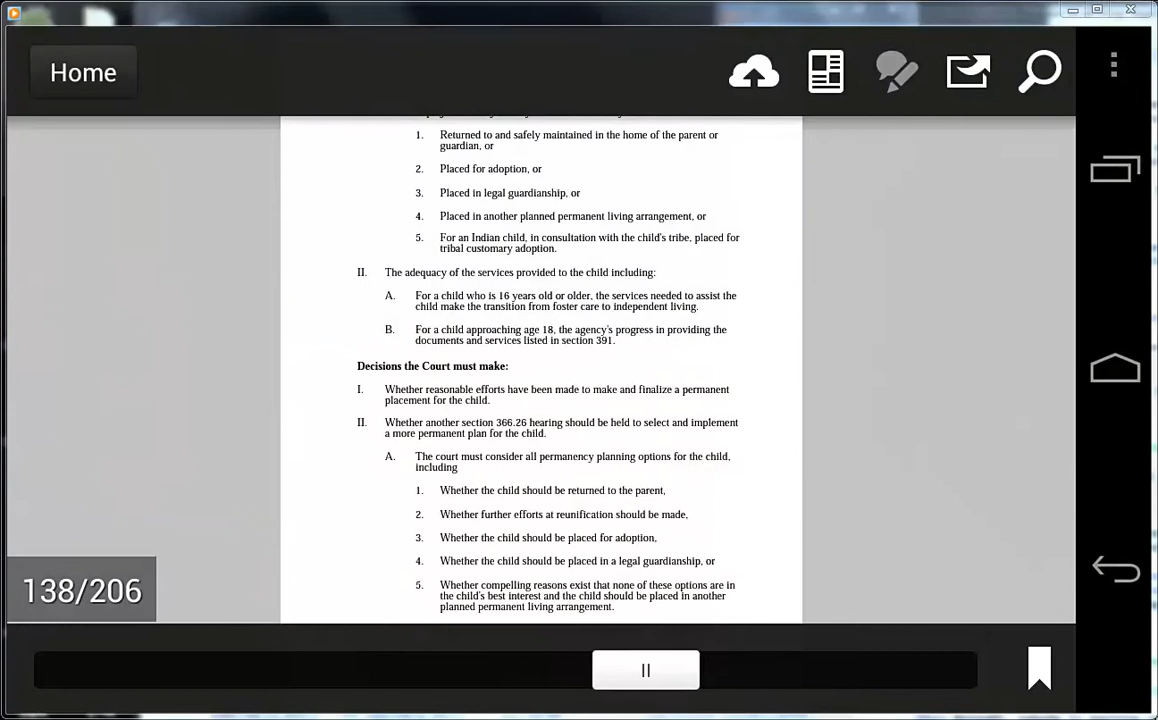 Home
1. Returned to and safely maintained in the home of the parent or
guardian, or
2. Placed for adoption, or
3. Placed in legal guardianship, or
4. Placed in another planned permanent living arrangement, or
5. For an Indian child, in consultation with the child's tribe, placed for
tribal customary adoption.
II. The adequacy of the services provided to the child including:
A. For a child who is 16 years old or older, the services needed to assist the
child make the transition from foster care to independent living.
B. For a child approaching age 18, the agency's progress in providing the
documents and services listed in section 391.
Decisions the Court must make:
I. Whether reasonable efforts have been made to make and finalize a permanent
placement for the child.
II. Whether another section 366.26 hearing should be held to select and implement
a more permanent plan for the child.
A. The court must consider all permanency planning options for the child,
including
1. Whether the child should be returned to the parent,
2. Whether further efforts at reunification should be made,
3. Whether the child should be placed for adoption,
4. Whether the child should be placed in a legal guardianship, or
5. Whether compelling reasons exist that none of these options are in
the child's best interest and the child should be placed in another
planned permanent living arrangement.
138/206